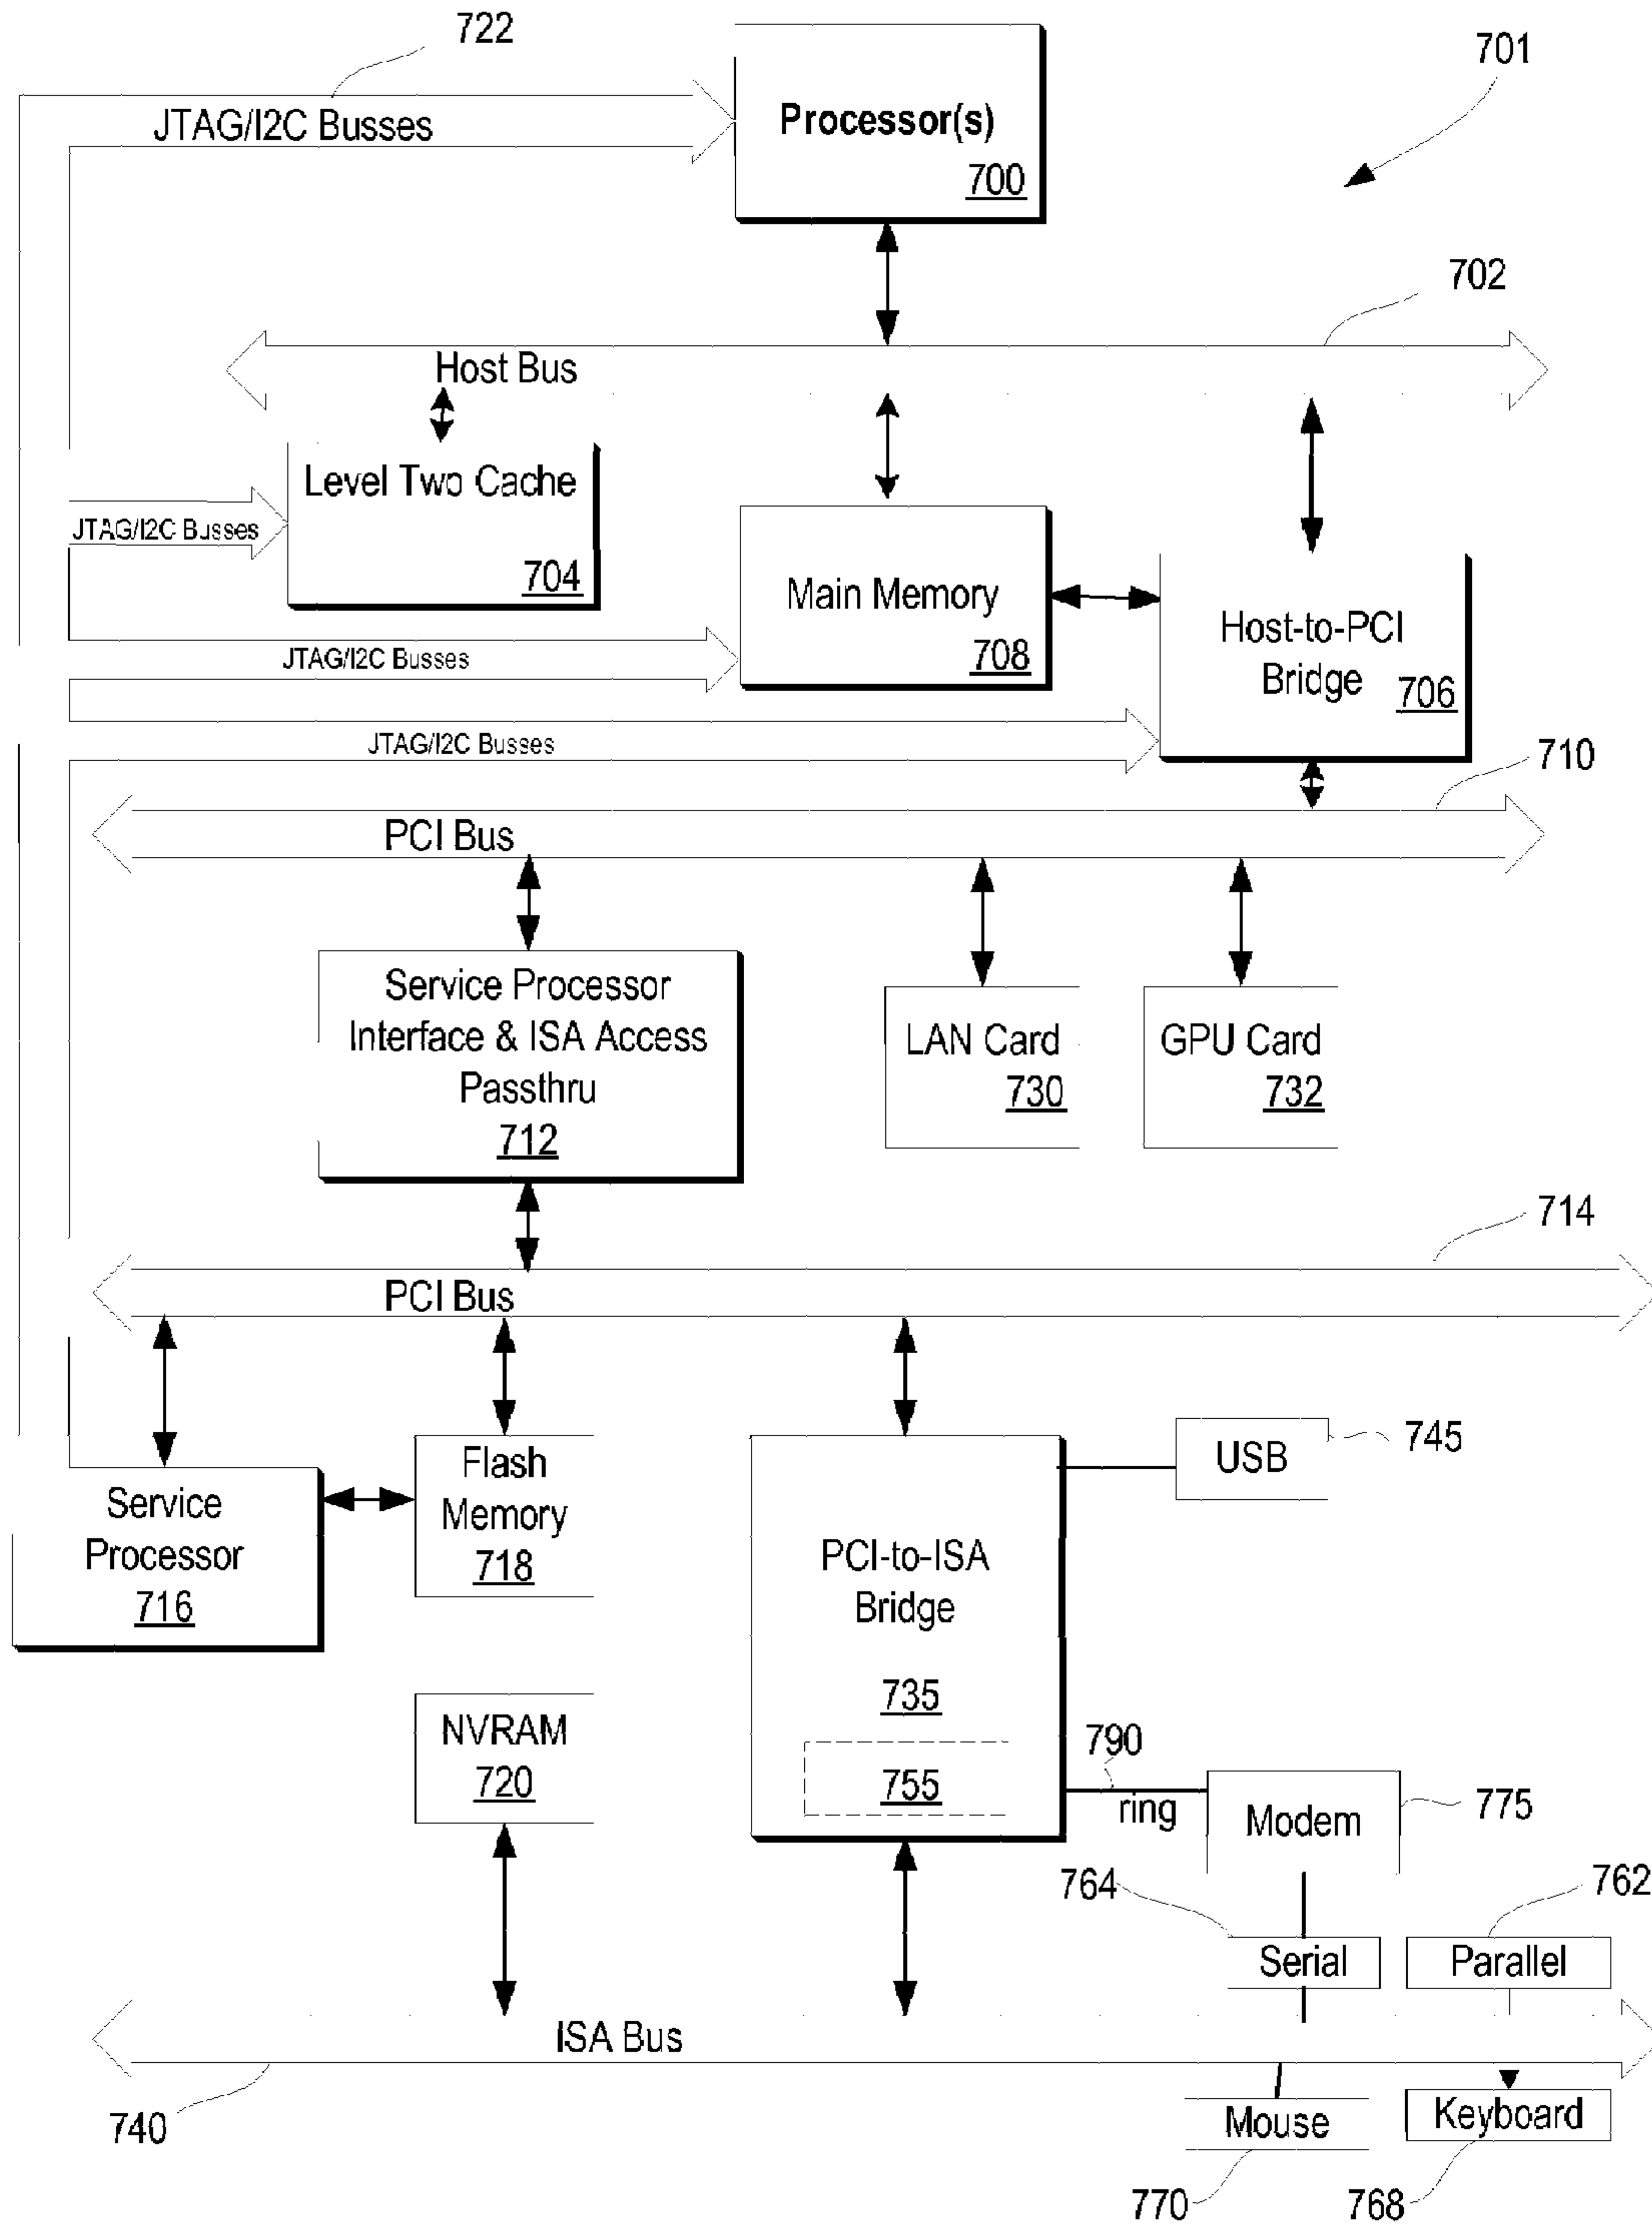 722
701
JTAG/I2C Busses
Processor(s)
700
702
Host Bus
Level Two Cache
704
JTAG/I2C Busses
Main Memory
708
Host-to-PCI
Bridge
706
JTAG/I2C Busses
JTAG/I2C Busses
710
PCI Bus
Service Processor
Interface & ISA Access
Passthru
712
LAN Card
730
GPU Card
732
714
PCI Bus
Service
Processor
716
Flash
Memory
718
USB
745
PCI-to-ISA
Bridge
735
755
NVRAM
720
790
ring
Modem
775
764
762
Serial
Parallel
ISA Bus
740
Mouse
Keyboard
770
768